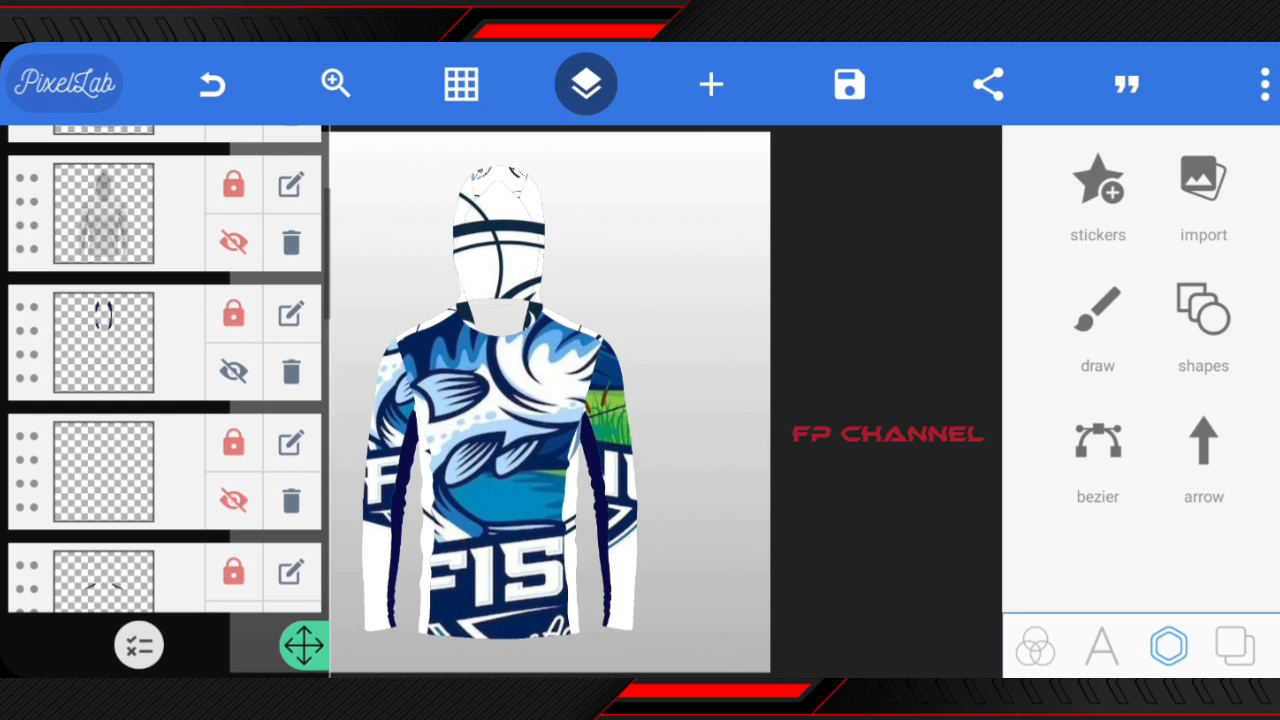 PixelLab
stickers
import
FP CHANNEL
draw
shapes
bezier
arrow
FIS